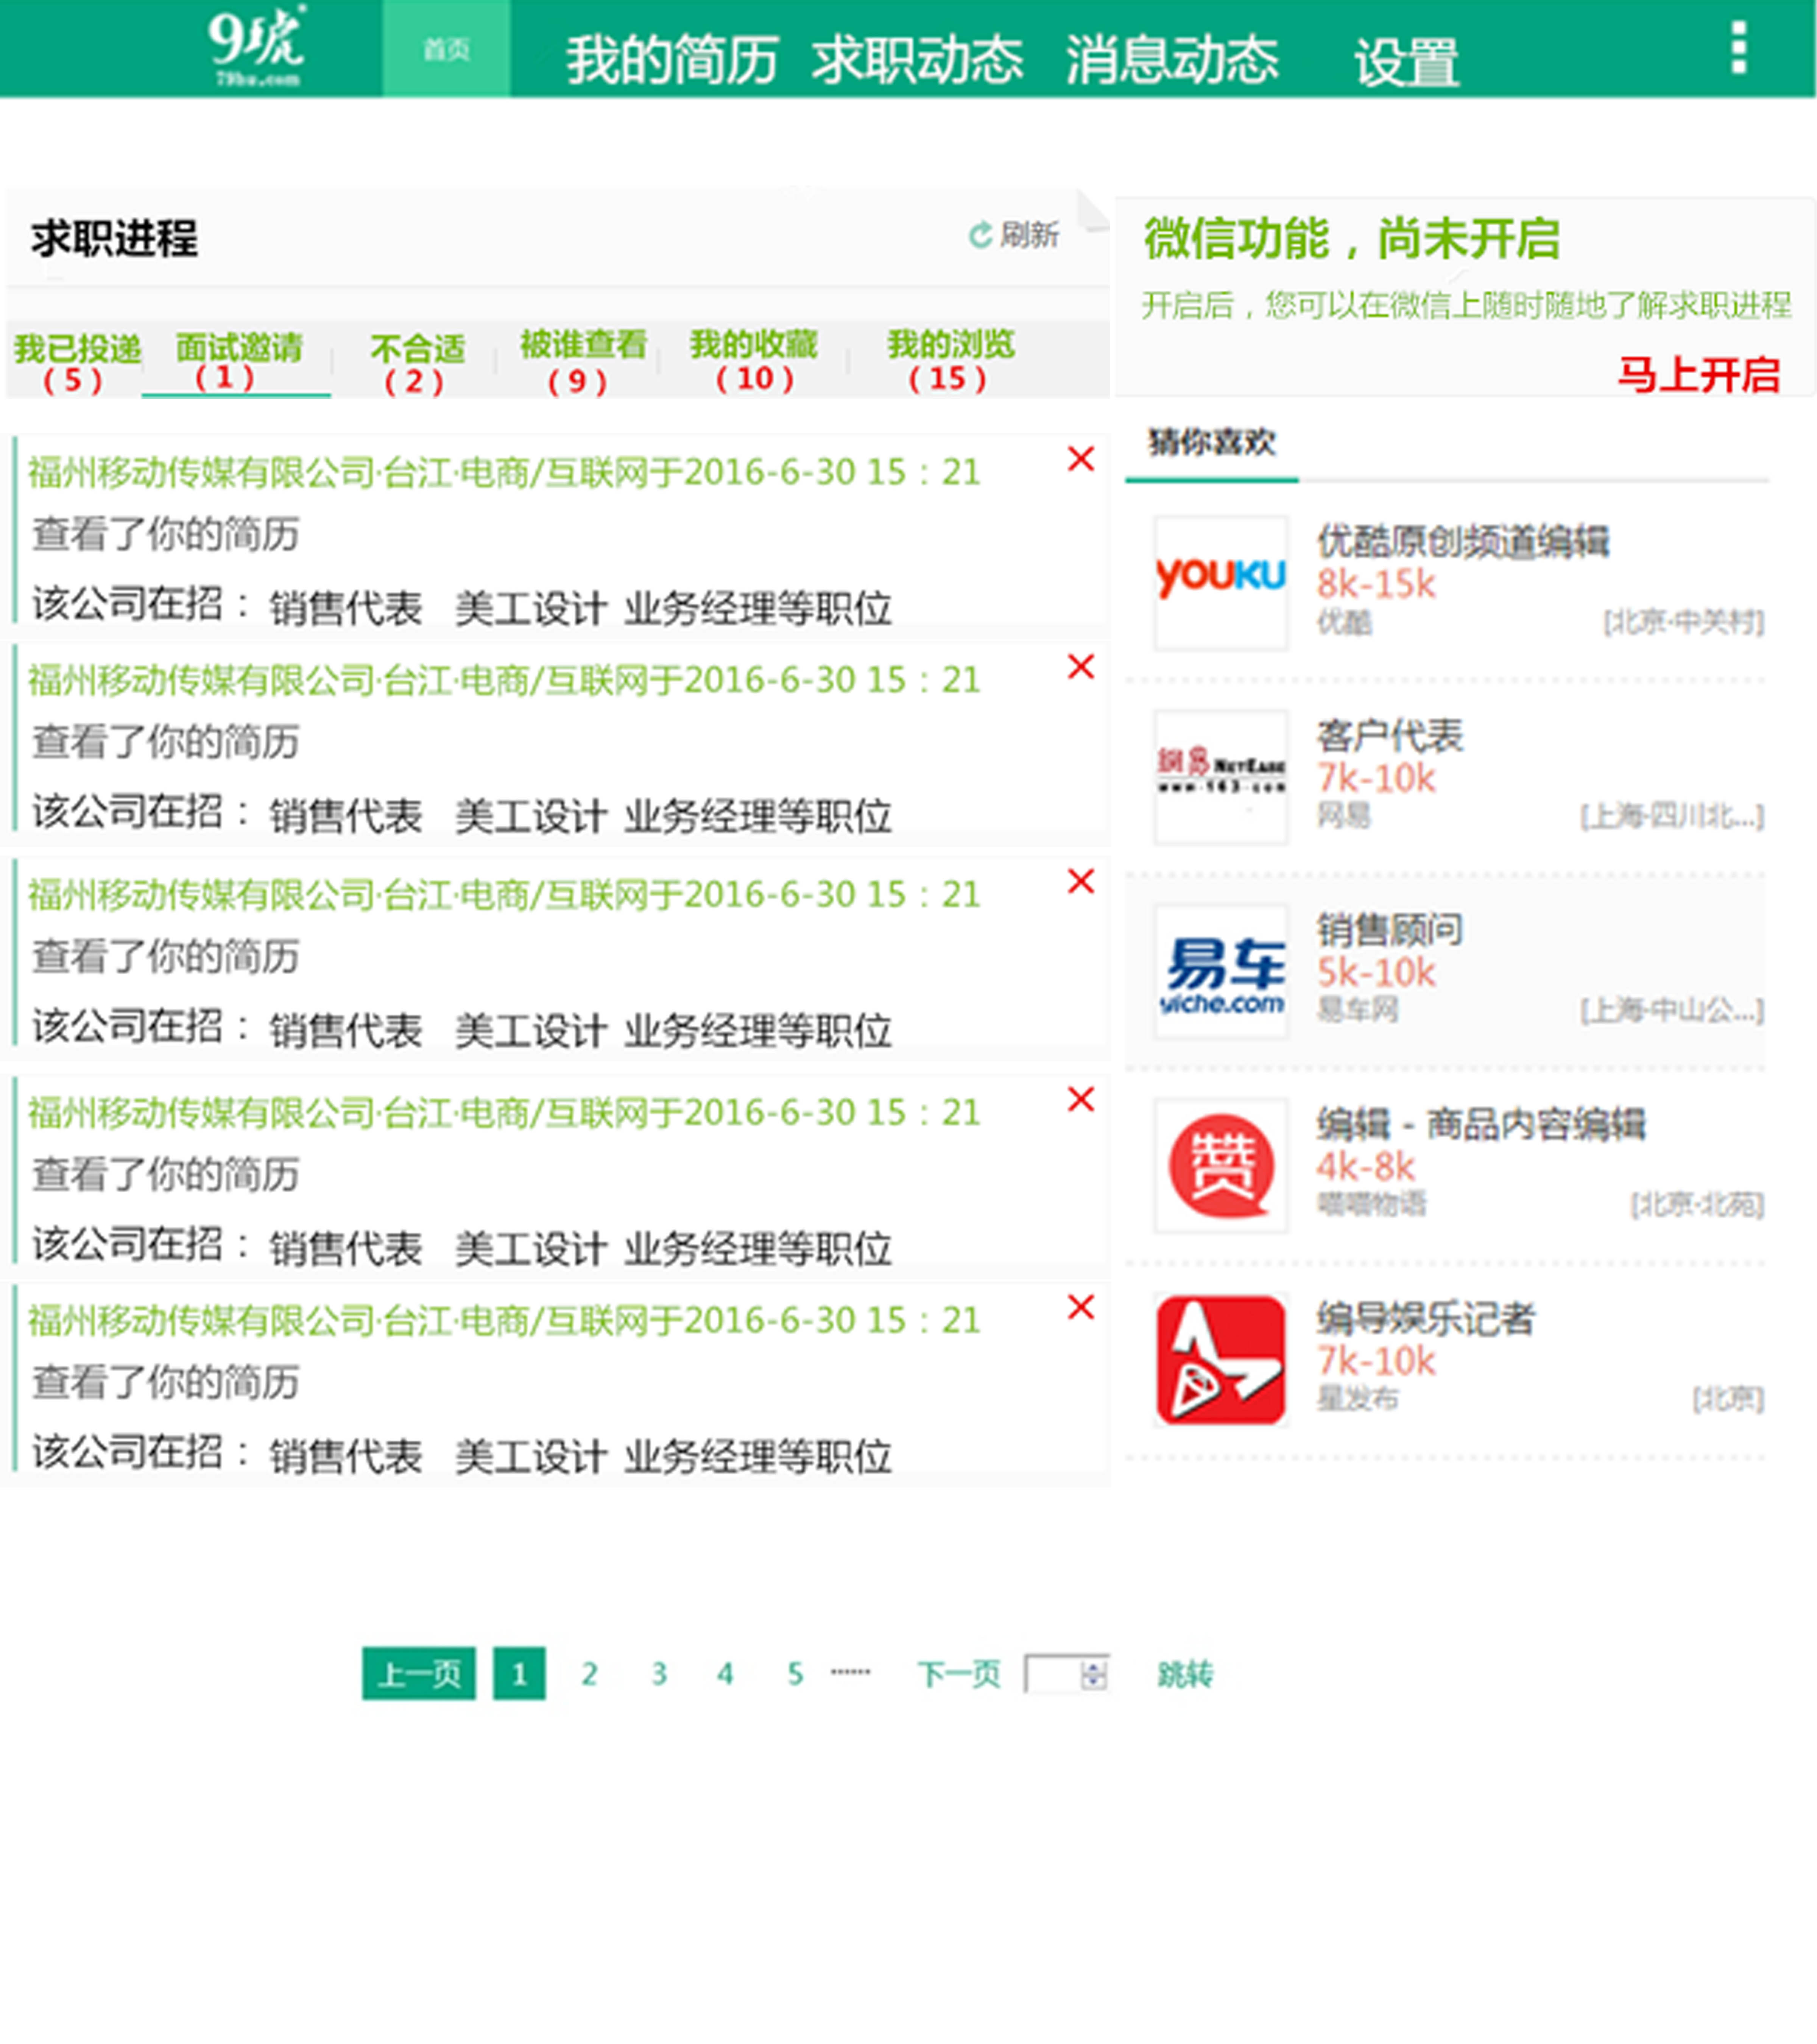 9琥
79hu.com
首页 我的简历 求职动态 消息动态 设置
求职进程
刷新
我已投递 面试邀请 不合适 被谁查看 我的收藏 我的浏览
（5） （1） （2） （9） （10） （15）
福州移动传媒有限公司·台江·电商/互联网于2016-6-30 15：21
查看了你的简历
该公司在招： 销售代表 美工设计 业务经理等职位
福州移动传媒有限公司·台江·电商/互联网于2016-6-30 15：21
查看了你的简历
该公司在招： 销售代表 美工设计 业务经理等职位
福州移动传媒有限公司·台江·电商/互联网于2016-6-30 15：21
查看了你的简历
该公司在招： 销售代表 美工设计 业务经理等职位
福州移动传媒有限公司·台江·电商/互联网于2016-6-30 15：21
查看了你的简历
该公司在招： 销售代表 美工设计 业务经理等职位
福州移动传媒有限公司·台江·电商/互联网于2016-6-30 15：21
查看了你的简历
该公司在招： 销售代表 美工设计 业务经理等职位
微信功能，尚未开启
开启后，您可以在微信上随时随地了解求职进程
马上开启
猜你喜欢
YOUKU
优酷原创频道编辑
8k-15k
优酷 [北京·中关村]
網易 NETEASE
www.163.com
客户代表
7k-10k
网易 [上海·四川北...]
易车
yiche.com
销售顾问
5k-10k
易车网 [上海·中山公...]
赞
编辑 - 商品内容编辑
4k-8k
喵喵物语 [北京·北苑]
编导娱乐记者
7k-10k
星发布 [北京]
上一页 1 2 3 4 5 ...... 下一页 跳转